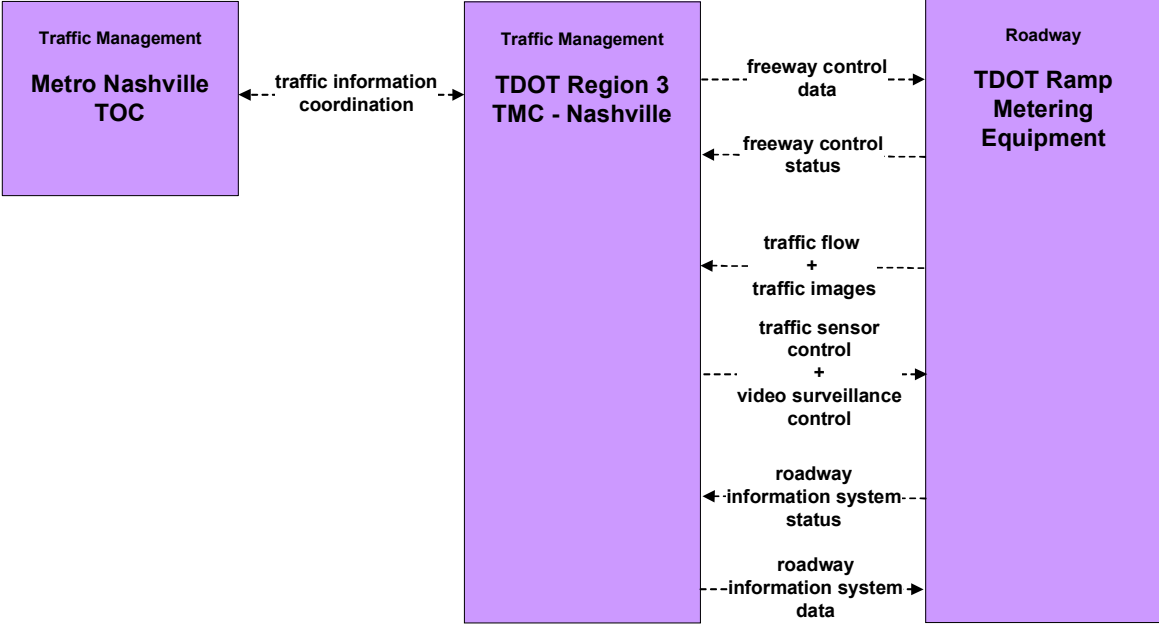 Traffic Management
Metro Nashville
TOC
traffic information
coordination
Traffic Management
TDOT Region 3
TMC - Nashville
freeway control
data
freeway control
status
traffic flow
+
traffic images
traffic sensor
control
+
video surveillance
control
roadway
information system
status
roadway
information system
data
Roadway
TDOT Ramp
Metering
Equipment